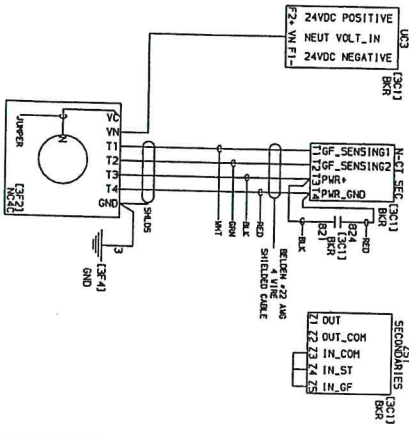 UC3
[3C1]
BKR
F2+ 24VDC POSITIVE
VN NEUT VOLT_IN
F1- 24VDC NEGATIVE
N-CT SEC
[3C1]
BKR
T1 GF_SENSING1
T2 GF_SENSING2
T3 PWR+
T4 PWR_GND
RED
824
[3C1]
BKR
821
BLK
BELDEN #22 AWG
4 WIRE
SHIELDED CABLE
RED
BLK
GRN
WHT
SHLDS
VC
VN
T1
T2
T3
T4
GND
N
JUMPER
[3F2]
NC4C
3
[3F4]
GND
ZSI
SECONDARIES
[3C1]
BKR
Z1 OUT
Z2 OUT_COM
Z3 IN_COM
Z4 IN_ST
Z5 IN_GF